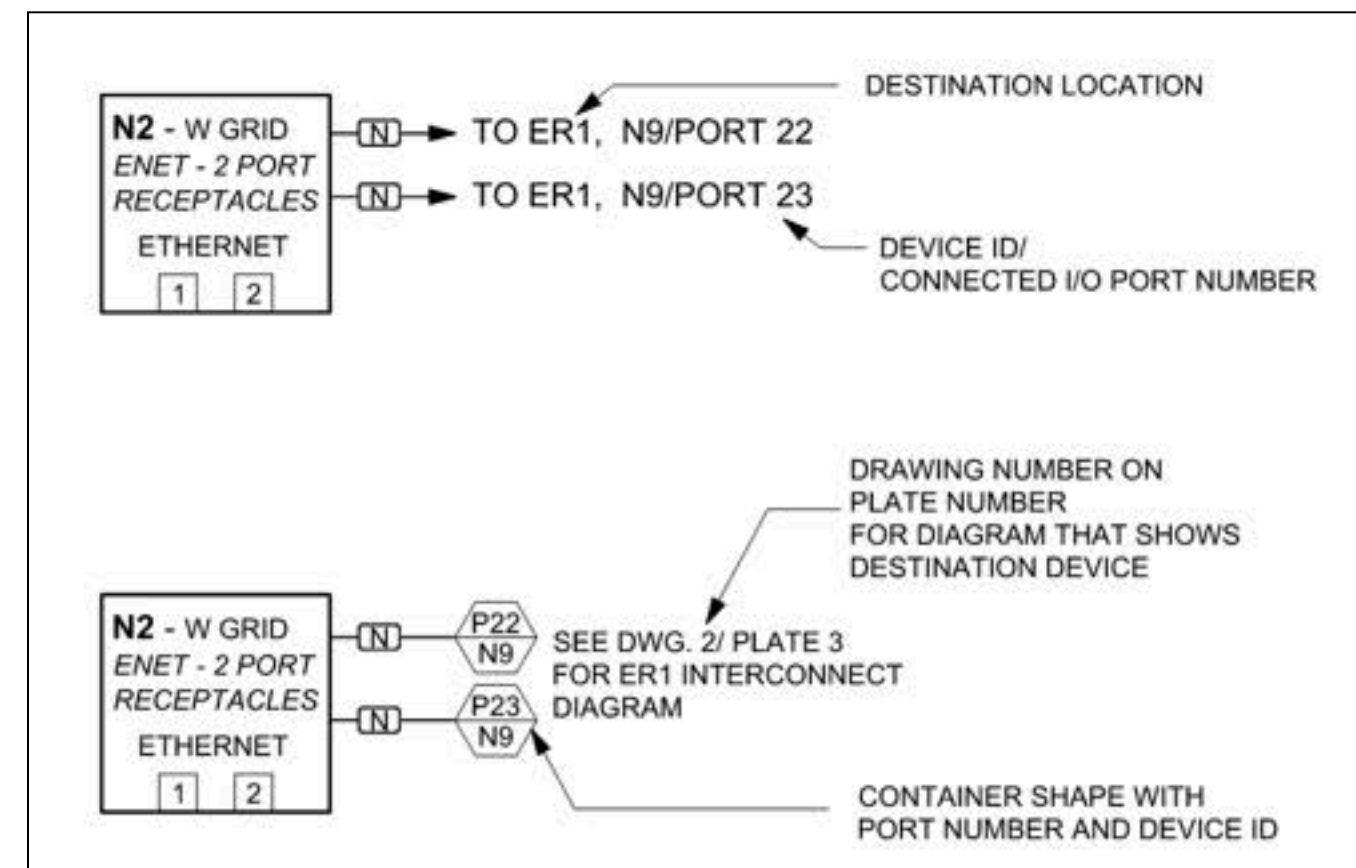 DESTINATION LOCATION
N2 - W GRID
ENET - 2 PORT
RECEPTACLES
ETHERNET
1 2
N TO ER1, N9/PORT 22
N TO ER1, N9/PORT 23
DEVICE ID/
CONNECTED I/O PORT NUMBER
DRAWING NUMBER ON
PLATE NUMBER
FOR DIAGRAM THAT SHOWS
DESTINATION DEVICE
N2 - W GRID
ENET - 2 PORT
RECEPTACLES
ETHERNET
1 2
N
P22
N9
N
P23
N9
SEE DWG. 2/ PLATE 3
FOR ER1 INTERCONNECT
DIAGRAM
CONTAINER SHAPE WITH
PORT NUMBER AND DEVICE ID